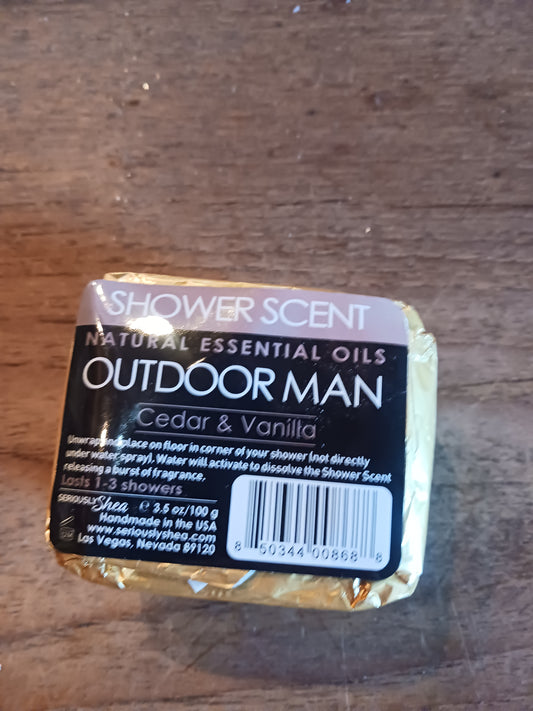 SHOWER SCENT
NATURAL ESSENTIAL OILS
OUTDOOR MAN
Cedar & Vanilla
Unwrap and place on floor in corner of your shower (not directly
under water spray). Water will activate to dissolve the Shower Scent
releasing a burst of fragrance.
Lasts 1-3 showers
SERIOUSLY Shea ℮ 3.5 oz/100 g
Handmade in the USA
www.seriouslyshea.com
Las Vegas, Nevada 89120
8 50344 00868 8